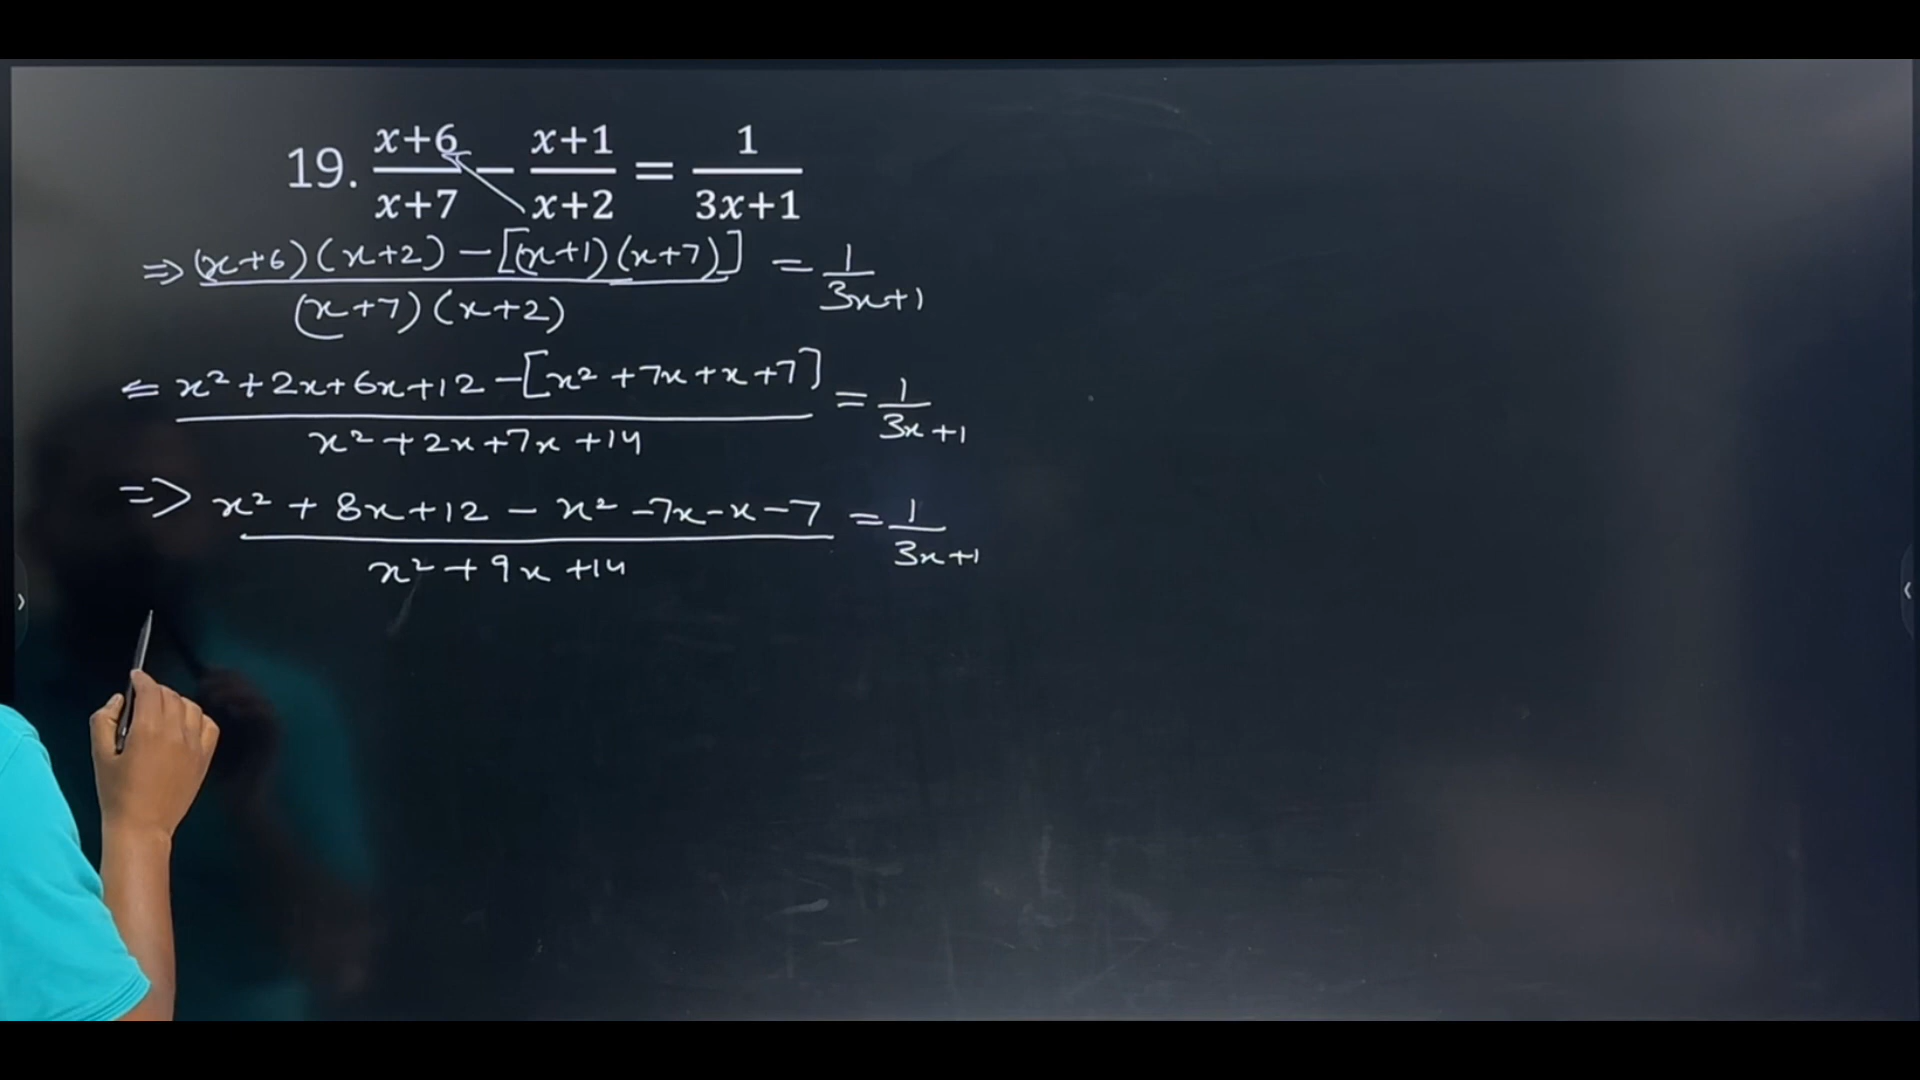 19. (x+6)/(x+7) − (x+1)/(x+2) = 1/(3x+1)
⇒ ((x+6)(x+2) − [(x+1)(x+7)])/((x+7)(x+2)) = 1/(3x+1)
⇐ (x² + 2x + 6x + 12 − [x² + 7x + x + 7])/(x² + 2x + 7x + 14) = 1/(3x+1)
=> (x² + 8x + 12 − x² − 7x − x − 7)/(x² + 9x + 14) = 1/(3x+1)